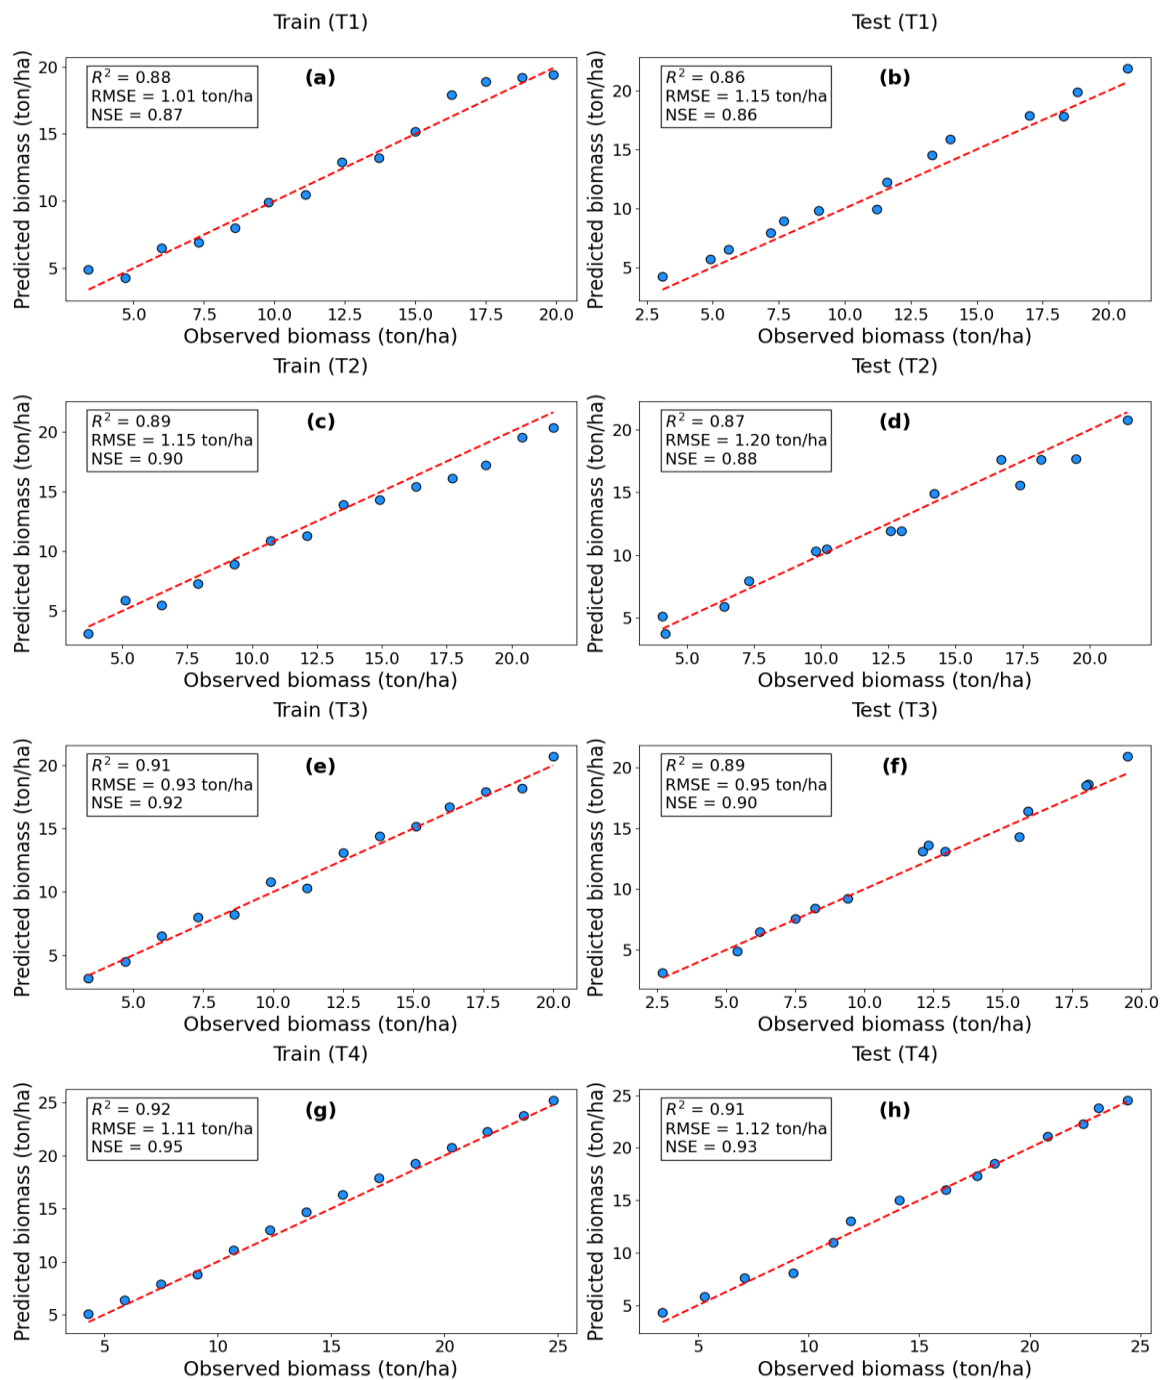 Train (T1)
Predicted biomass (ton/ha)
20
15
10
5
R² = 0.88
RMSE = 1.01 ton/ha
NSE = 0.87
(a)
5.0 7.5 10.0 12.5 15.0 17.5 20.0
Observed biomass (ton/ha)
Test (T1)
Predicted biomass (ton/ha)
20
15
10
5
R² = 0.86
RMSE = 1.15 ton/ha
NSE = 0.86
(b)
2.5 5.0 7.5 10.0 12.5 15.0 17.5 20.0
Observed biomass (ton/ha)
Train (T2)
Predicted biomass (ton/ha)
20
15
10
5
R² = 0.89
RMSE = 1.15 ton/ha
NSE = 0.90
(c)
5.0 7.5 10.0 12.5 15.0 17.5 20.0
Observed biomass (ton/ha)
Test (T2)
Predicted biomass (ton/ha)
20
15
10
5
R² = 0.87
RMSE = 1.20 ton/ha
NSE = 0.88
(d)
5.0 7.5 10.0 12.5 15.0 17.5 20.0
Observed biomass (ton/ha)
Train (T3)
Predicted biomass (ton/ha)
20
15
10
5
R² = 0.91
RMSE = 0.93 ton/ha
NSE = 0.92
(e)
5.0 7.5 10.0 12.5 15.0 17.5 20.0
Observed biomass (ton/ha)
Test (T3)
Predicted biomass (ton/ha)
20
15
10
5
R² = 0.89
RMSE = 0.95 ton/ha
NSE = 0.90
(f)
2.5 5.0 7.5 10.0 12.5 15.0 17.5 20.0
Observed biomass (ton/ha)
Train (T4)
Predicted biomass (ton/ha)
25
20
15
10
5
R² = 0.92
RMSE = 1.11 ton/ha
NSE = 0.95
(g)
5 10 15 20 25
Observed biomass (ton/ha)
Test (T4)
Predicted biomass (ton/ha)
25
20
15
10
5
R² = 0.91
RMSE = 1.12 ton/ha
NSE = 0.93
(h)
5 10 15 20 25
Observed biomass (ton/ha)